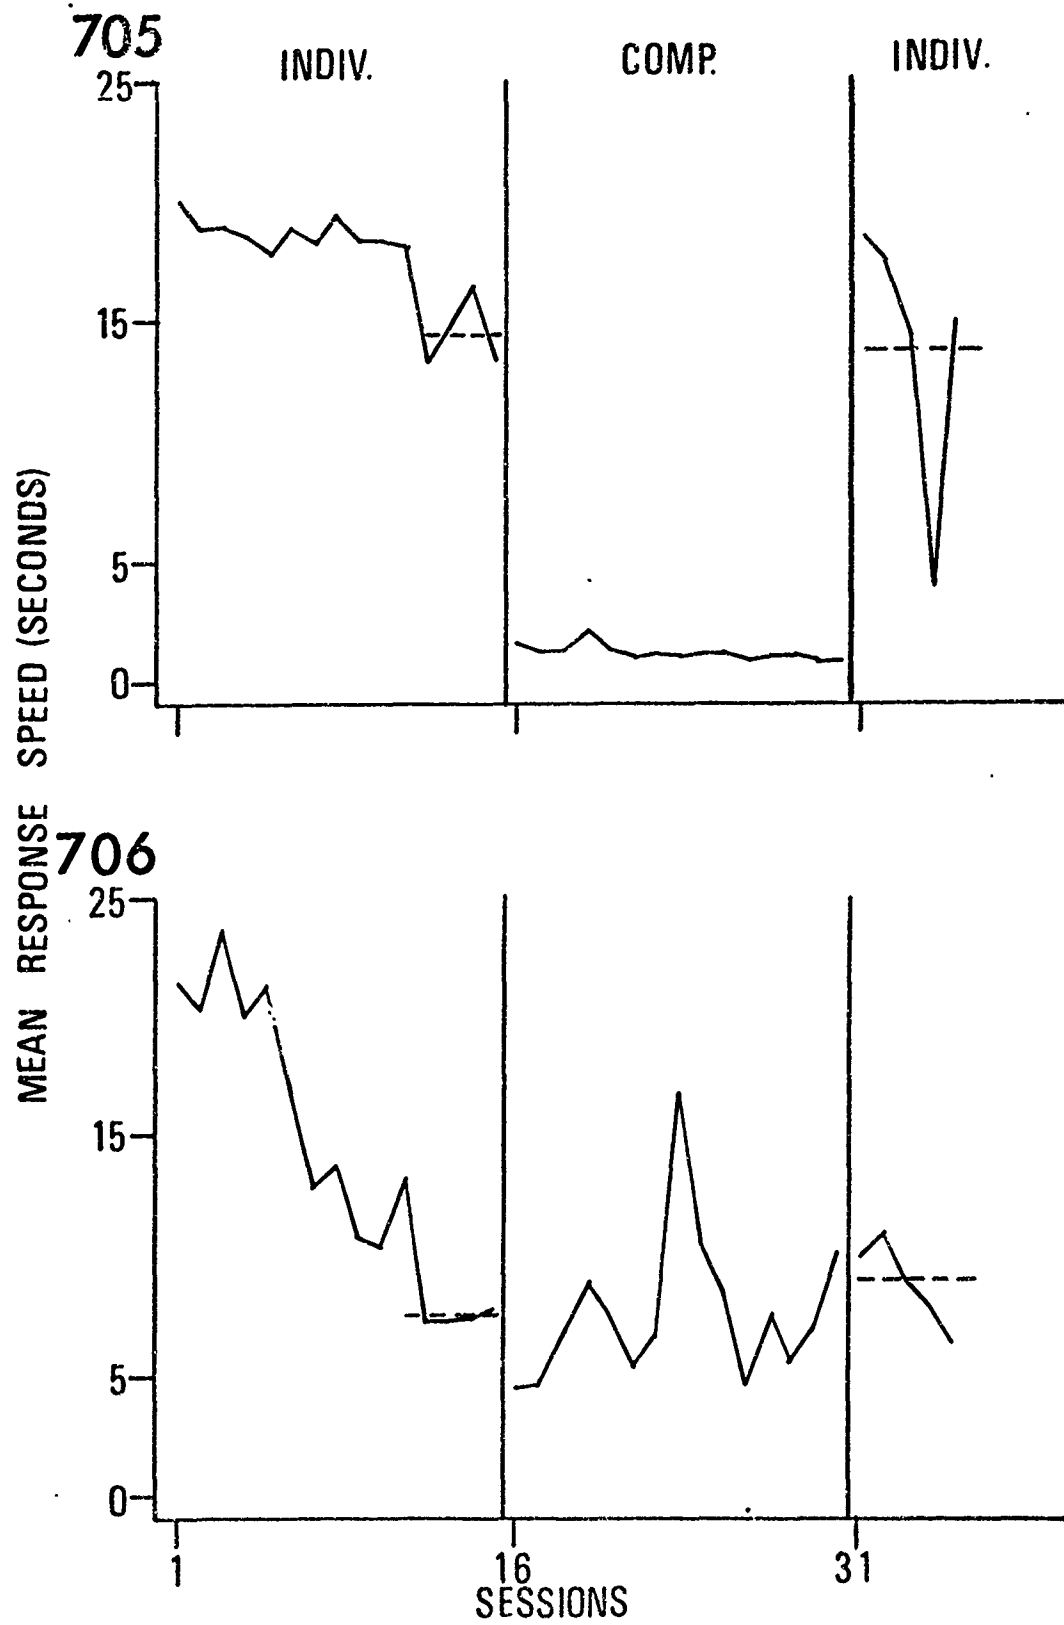 705
INDIV.
COMP.
INDIV.
25
15
5
0
MEAN RESPONSE SPEED (SECONDS)
706
25
15
5
0
1
16
31
SESSIONS